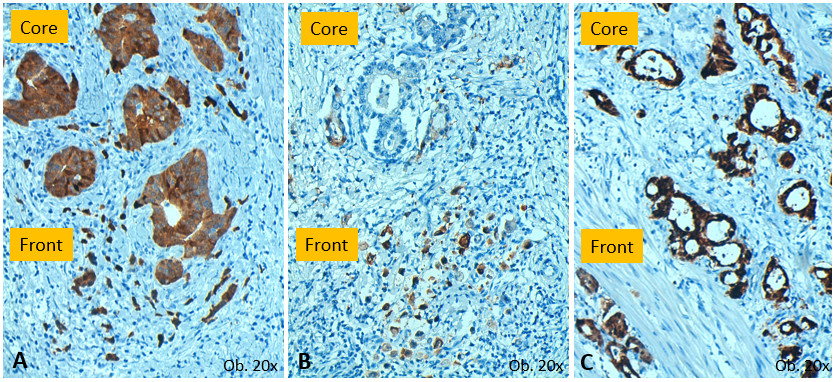 Core
Front
A
Ob. 20x
Core
Front
B
Ob. 20x
Core
Front
C
Ob. 20x